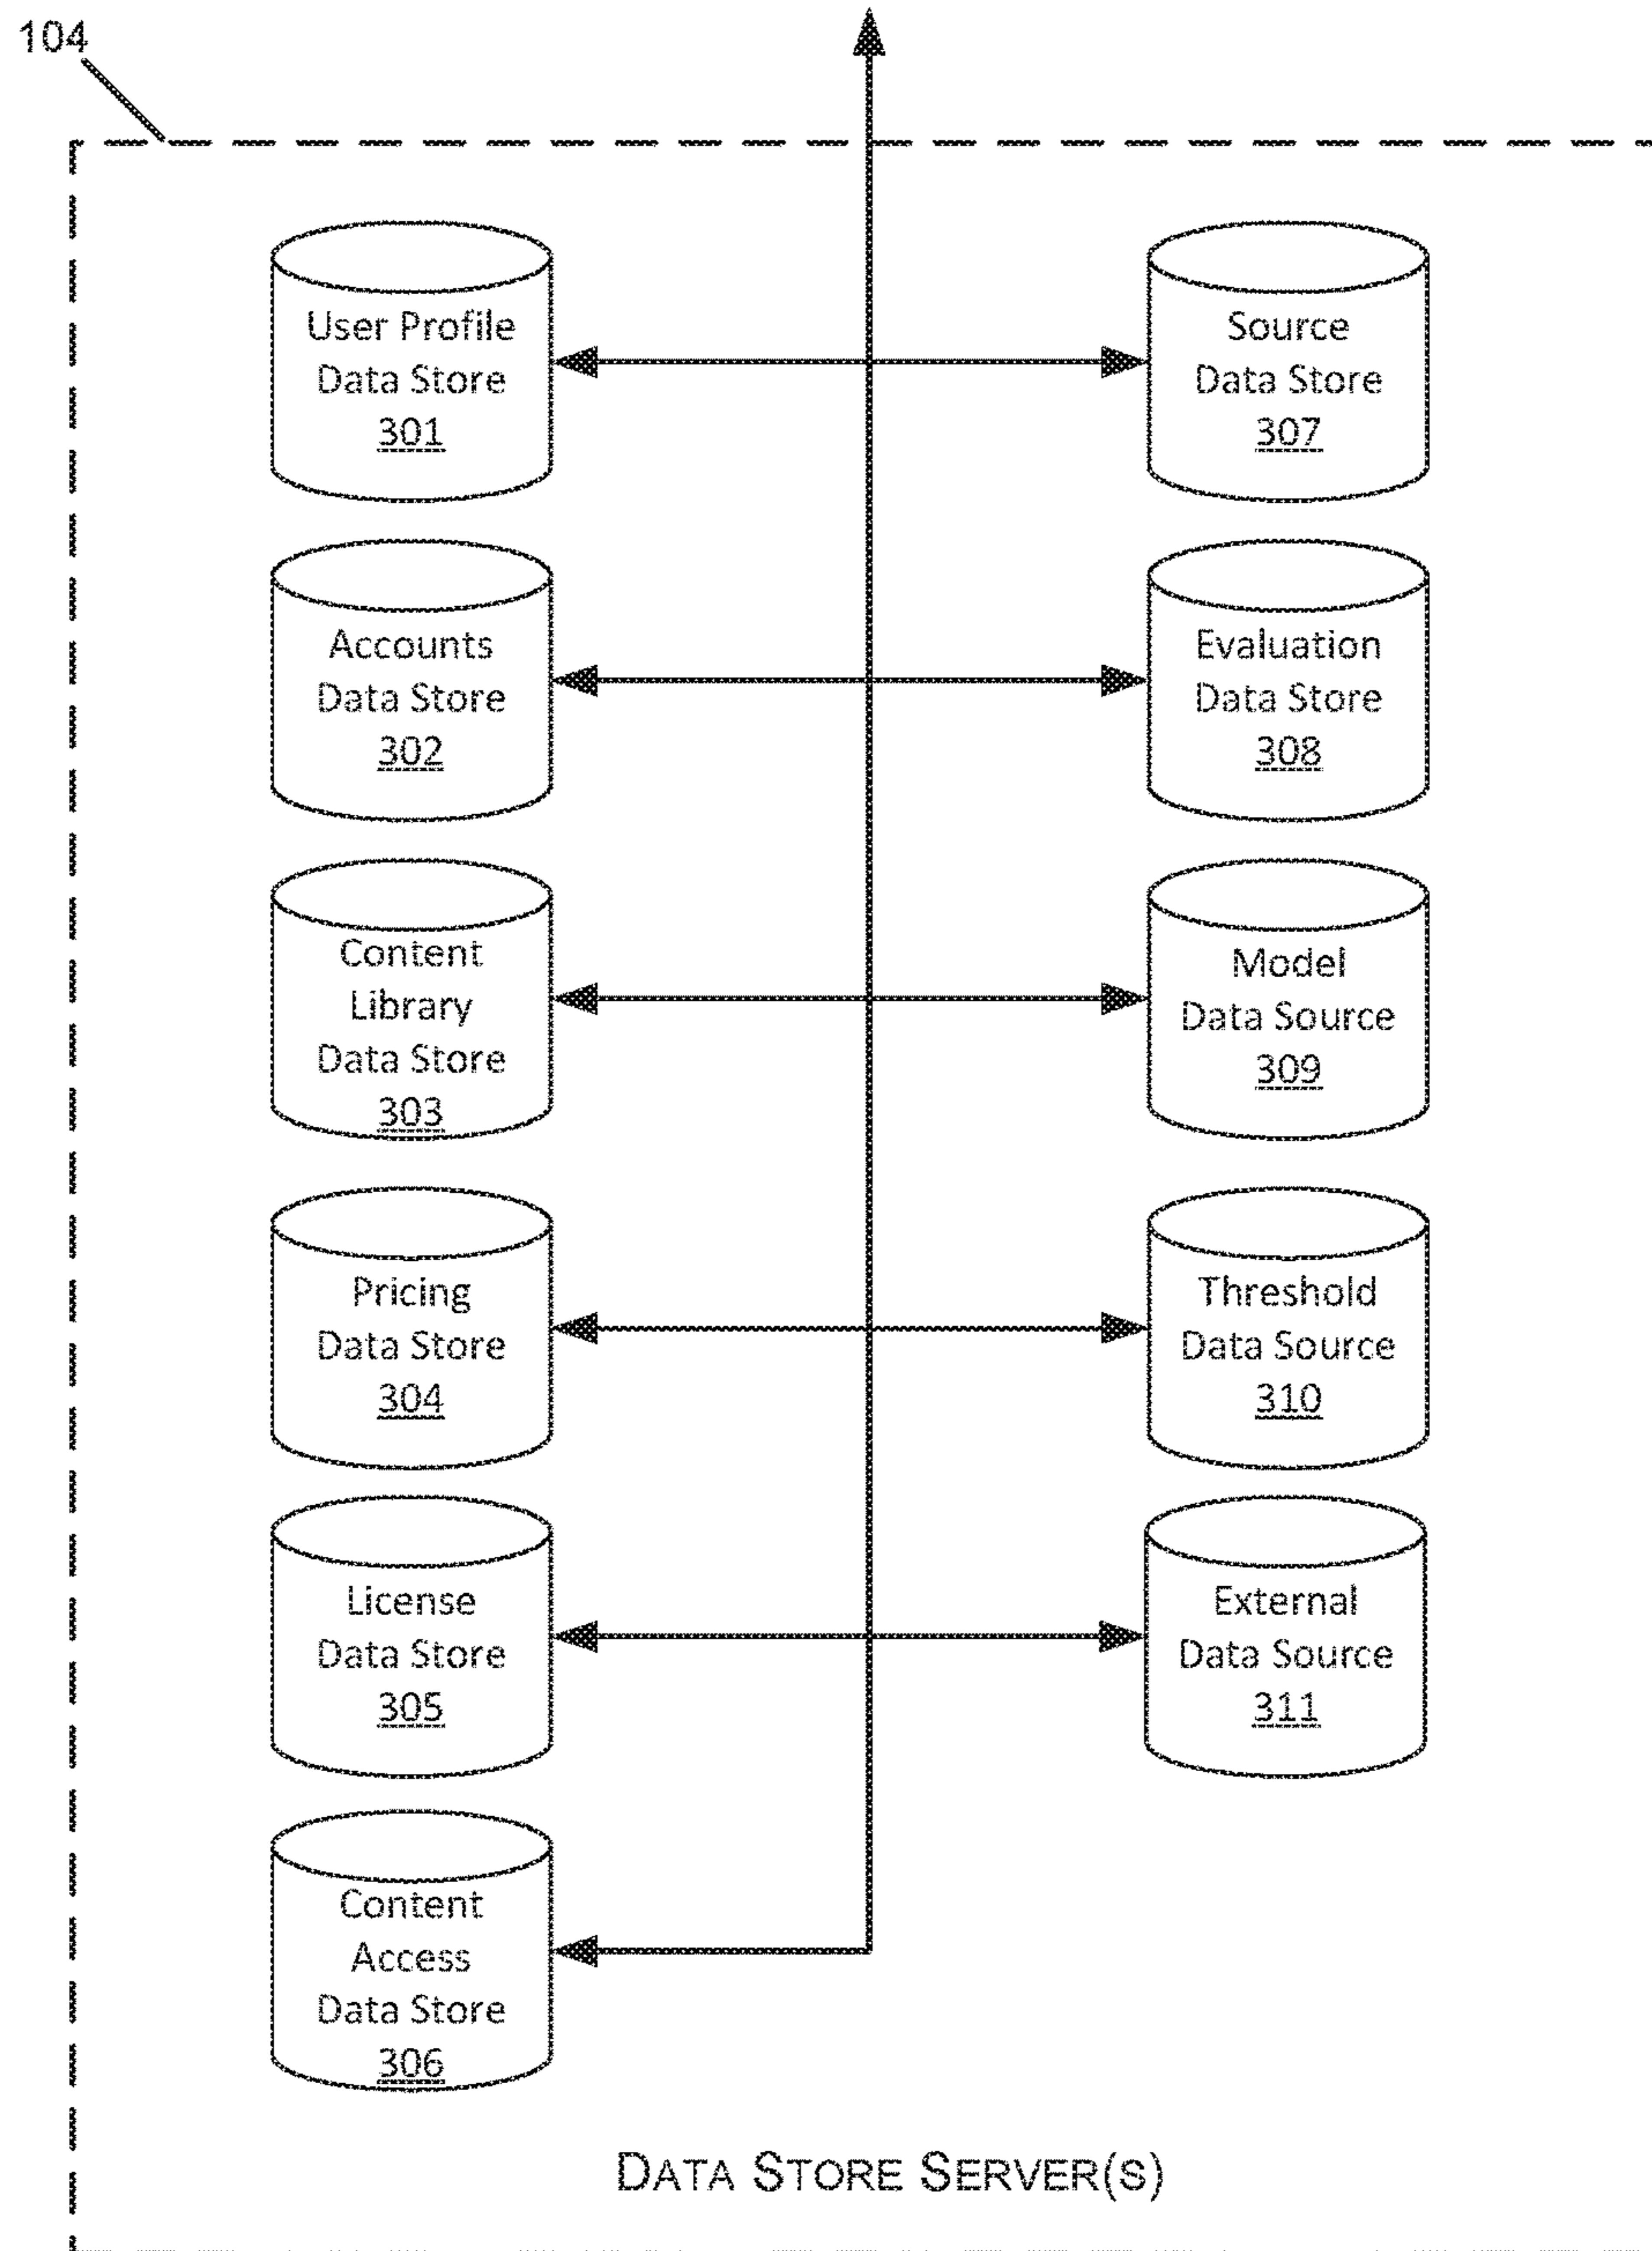 104
User Profile
Data Store
301
Source
Data Store
307
Accounts
Data Store
302
Evaluation
Data Store
308
Content
Library
Data Store
303
Model
Data Source
309
Pricing
Data Store
304
Threshold
Data Source
310
License
Data Store
305
External
Data Source
311
Content
Access
Data Store
306
DATA STORE SERVER(S)